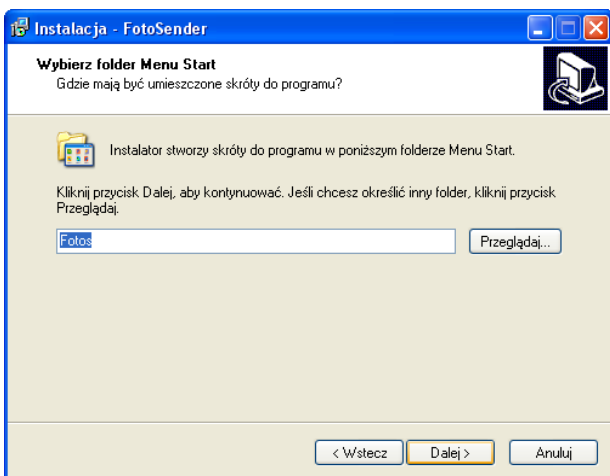 Instalacja - FotoSender
Wybierz folder Menu Start
Gdzie mają być umieszczone skróty do programu?
Instalator stworzy skróty do programu w poniższym folderze Menu Start.
Kliknij przycisk Dalej, aby kontynuować. Jeśli chcesz określić inny folder, kliknij przycisk
Przeglądaj.
Fotos
Przeglądaj...
< Wstecz
Dalej >
Anuluj